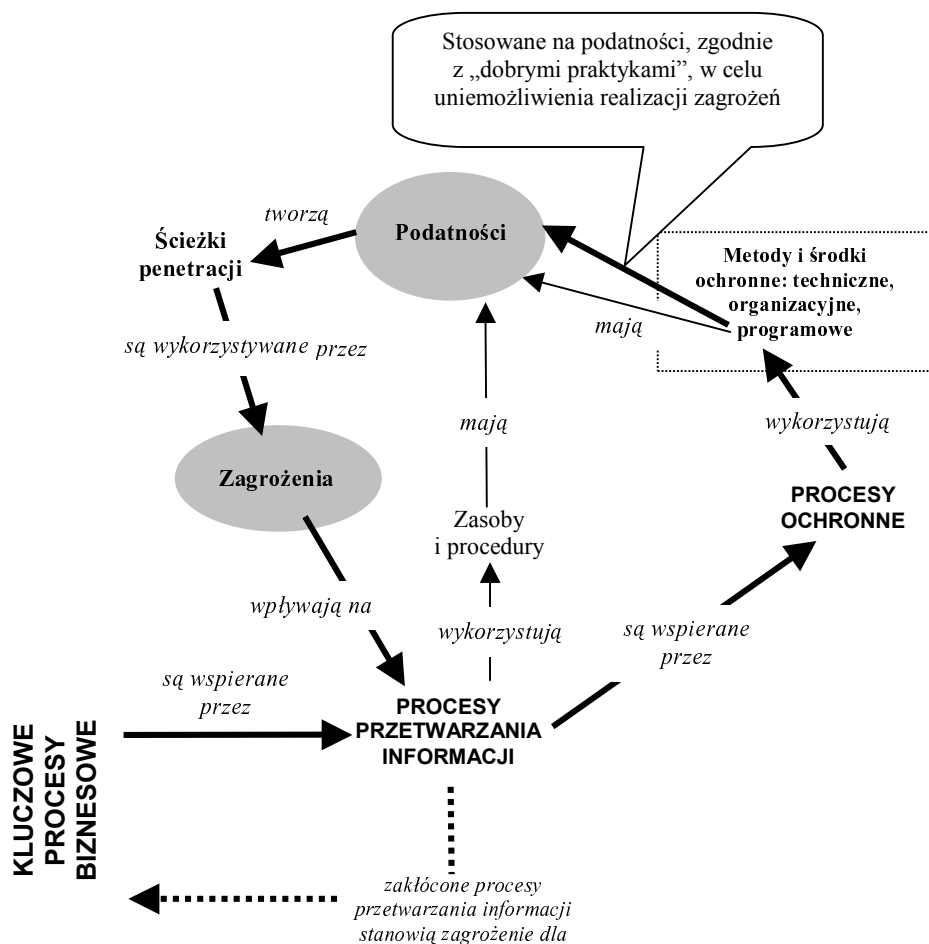 Stosowane na podatności, zgodnie
z „dobrymi praktykami”, w celu
uniemożliwienia realizacji zagrożeń
tworzą
Podatności
Ścieżki
penetracji
Metody i środki
ochronne: techniczne,
organizacyjne,
programowe
mają
są wykorzystywane przez
mają
wykorzystują
Zagrożenia
PROCESY
OCHRONNE
Zasoby
i procedury
wpływają na
wykorzystują
są wspierane
przez
są wspierane
przez
PROCESY
PRZETWARZANIA
INFORMACJI
KLUCZOWE
PROCESY
BIZNESOWE
zakłócone procesy
przetwarzania informacji
stanowią zagrożenie dla